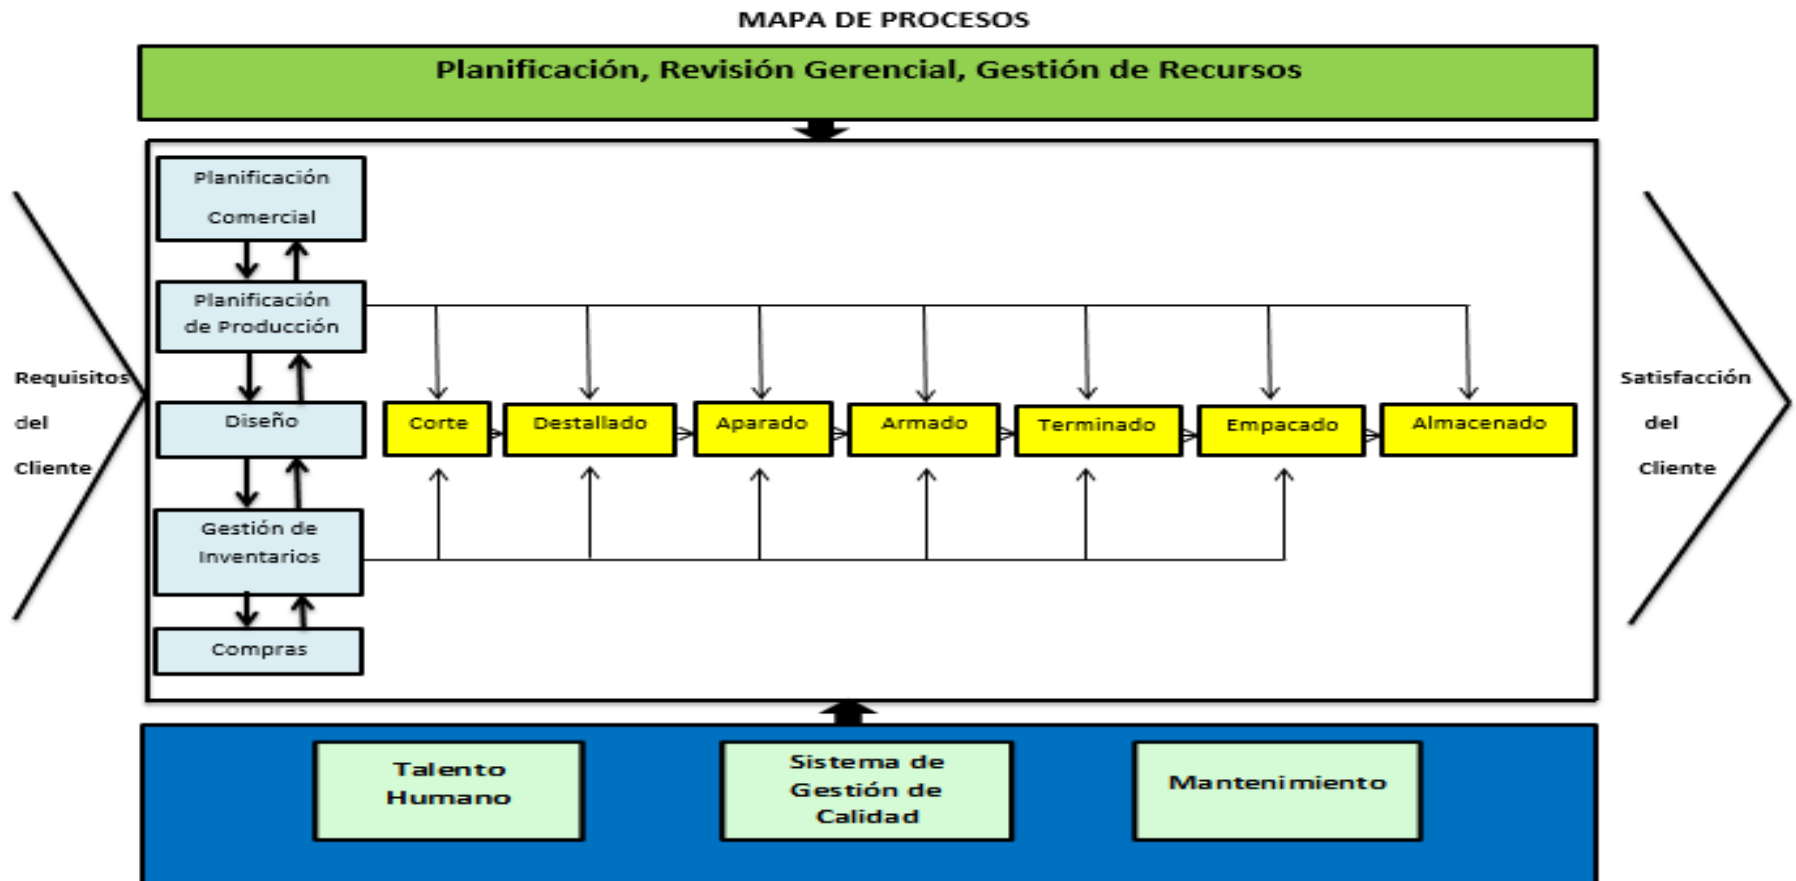 MAPA DE PROCESOS
Planificación, Revisión Gerencial, Gestión de Recursos
Planificación
Comercial
Planificación
de Producción
Requisitos
del
Cliente
Diseño
Corte
Destallado
Aparado
Armado
Terminado
Empacado
Almacenado
Satisfacción
del
Cliente
Gestión de
Inventarios
Compras
Talento
Humano
Sistema de
Gestión de
Calidad
Mantenimiento